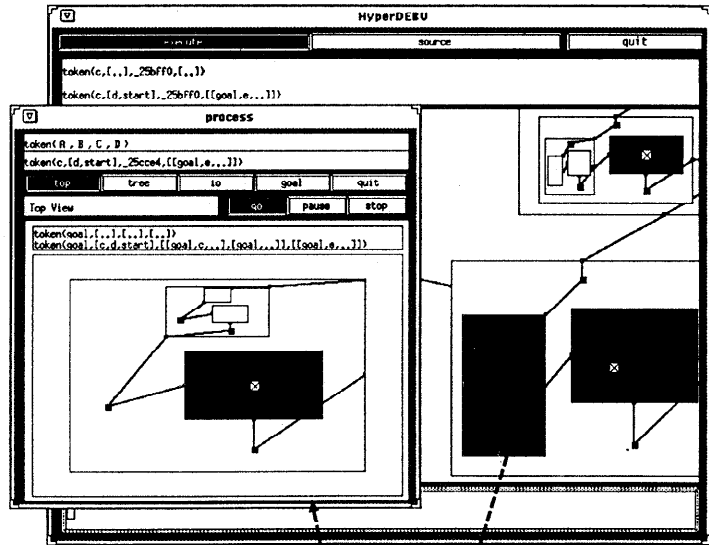 HyperDEBU
execute source quit
token(c,[..],_25bff0,[..])
token(c,[d,start],_25bff0,[[goal,e,..]])
process
token(A,B,C,D)
token(c,[d,start],_25cce4,[[goal,e,..]])
top tree io goal quit
Top View go pause stop
token(goal,[..],[..],[..])
token(goal,[c,d,start],[[goal,c,..],[goal,..]],[[goal,e,..]])